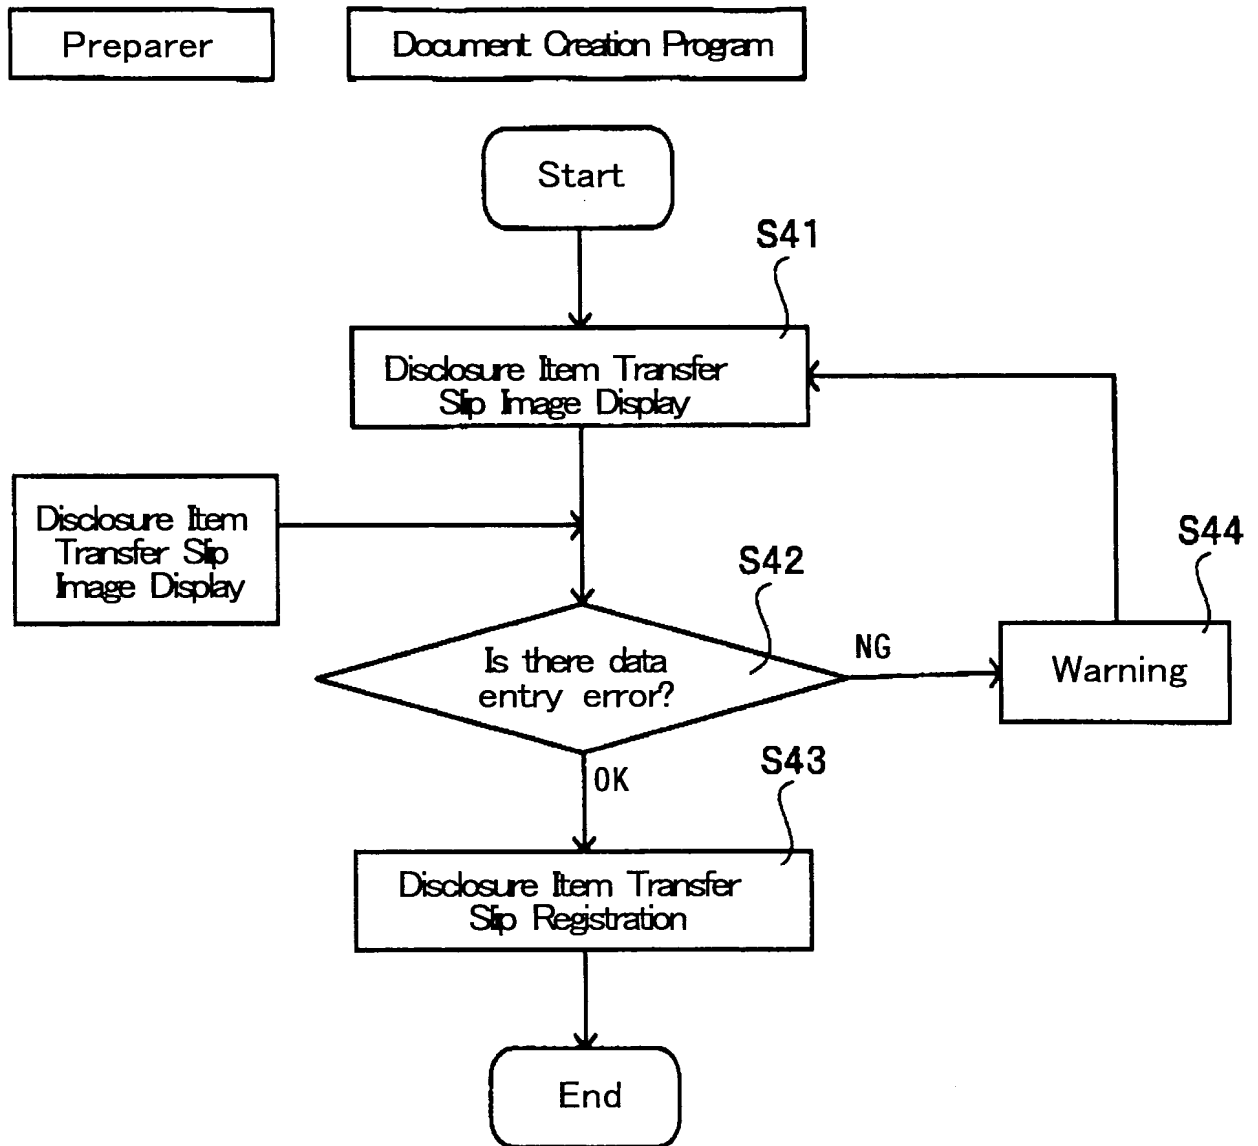 Preparer
Document Creation Program
Start
S41
Disclosure Item Transfer
Slip Image Display
Disclosure Item
Transfer Slip
Image Display
S42
S44
Is there data
entry error?
NG
Warning
OK
S43
Disclosure Item Transfer
Slip Registration
End